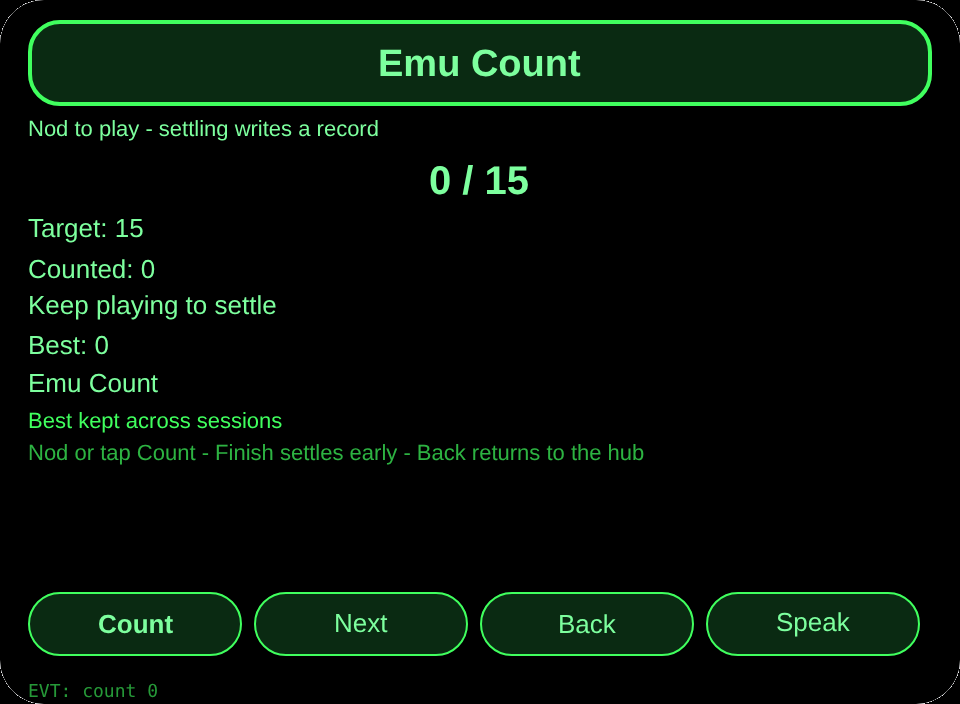 Emu Count
Nod to play - settling writes a record
0 / 15
Target: 15
Counted: 0
Keep playing to settle
Best: 0
Emu Count
Best kept across sessions
Nod or tap Count - Finish settles early - Back returns to the hub
Count Next Back Speak
EVT: count 0